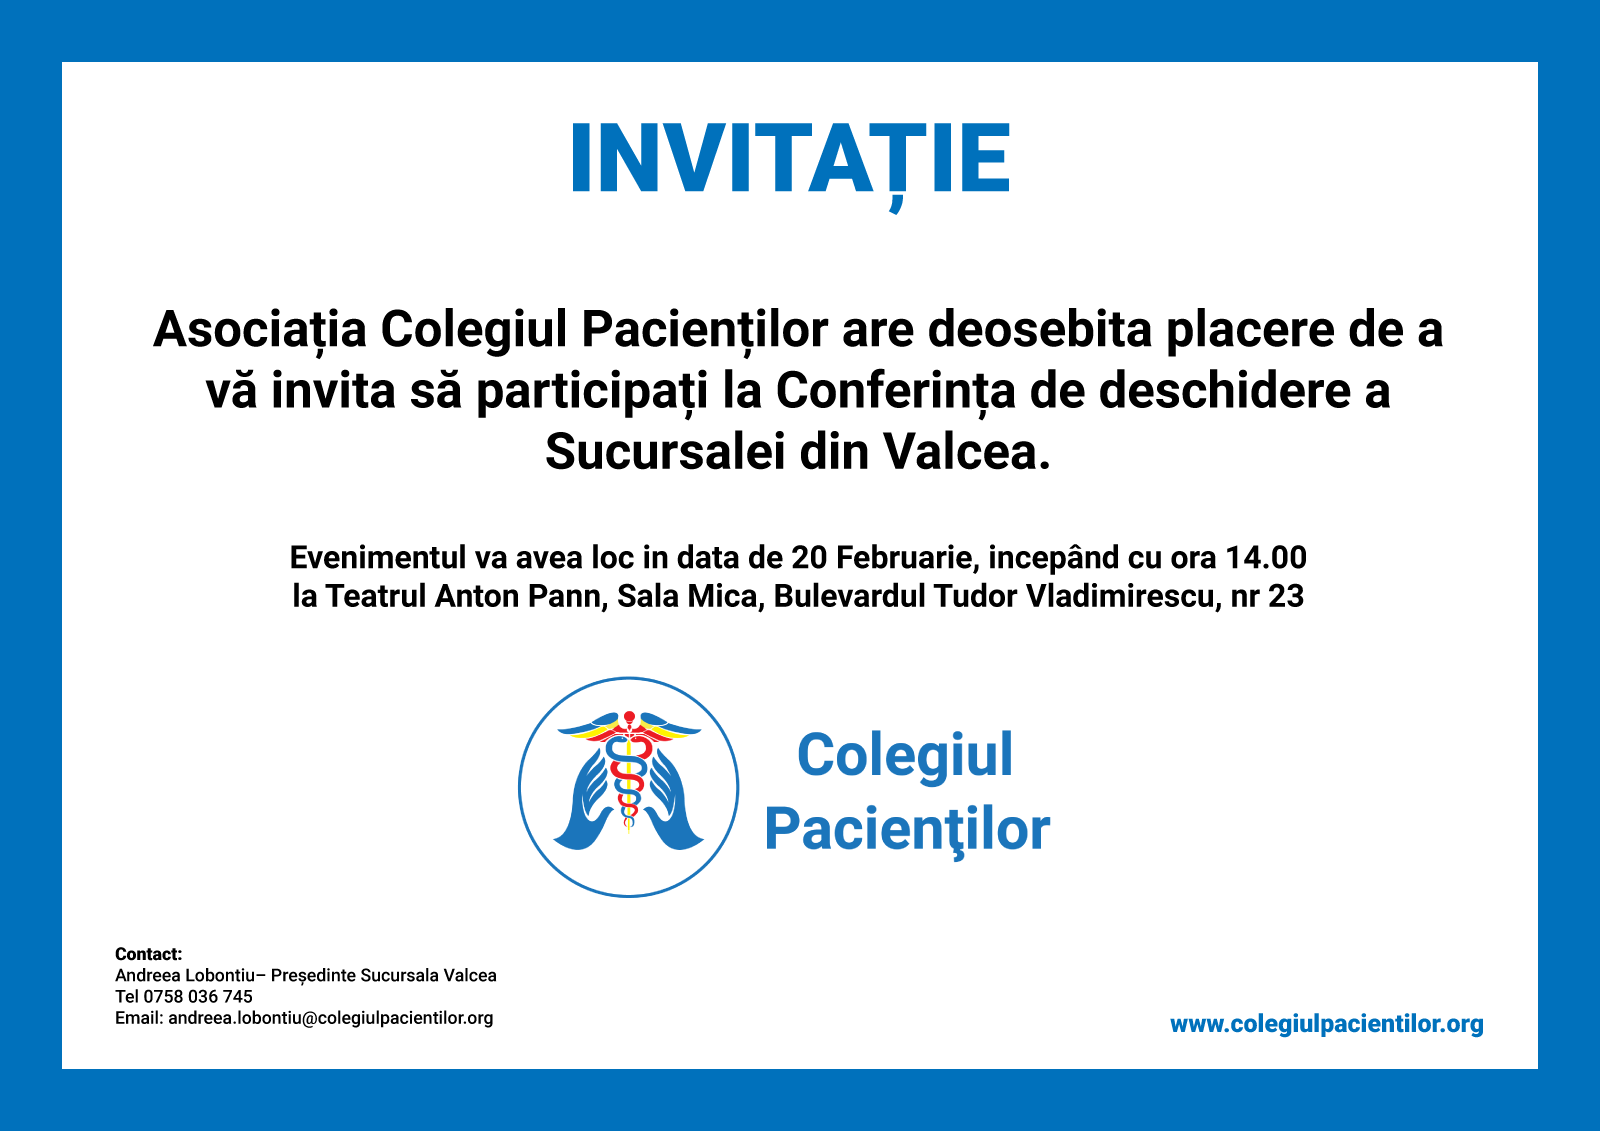 INVITAȚIE
Asociația Colegiul Pacienților are deosebita placere de a
vă invita să participați la Conferința de deschidere a
Sucursalei din Valcea.
Evenimentul va avea loc in data de 20 Februarie, incepând cu ora 14.00
la Teatrul Anton Pann, Sala Mica, Bulevardul Tudor Vladimirescu, nr 23
Colegiul
Pacienţilor
Contact:
Andreea Lobontiu– Președinte Sucursala Valcea
Tel 0758 036 745
Email: andreea.lobontiu@colegiulpacientilor.org
www.colegiulpacientilor.org